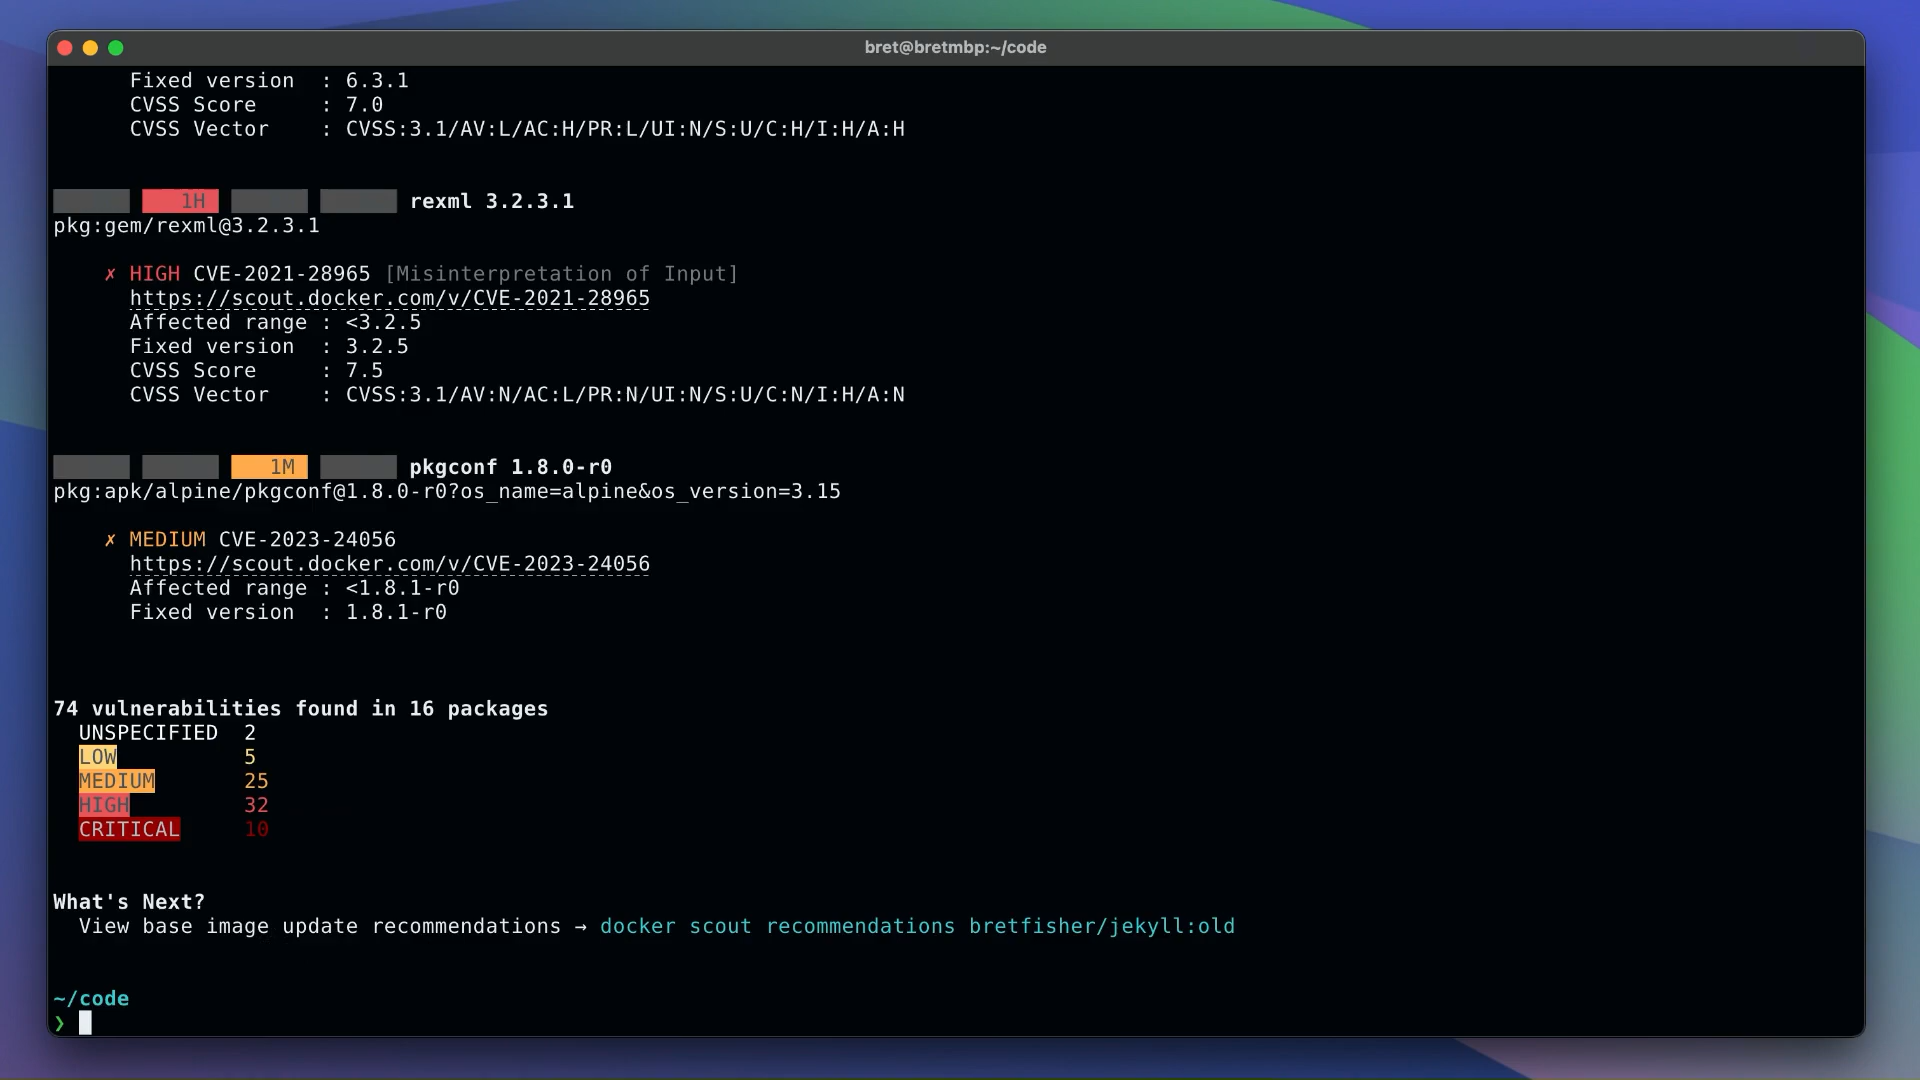 bret@bretmbp:~/code
Fixed version : 6.3.1
CVSS Score : 7.0
CVSS Vector : CVSS:3.1/AV:L/AC:H/PR:L/UI:N/S:U/C:H/I:H/A:H
1H rexml 3.2.3.1
pkg:gem/rexml@3.2.3.1
✗ HIGH CVE-2021-28965 [Misinterpretation of Input]
https://scout.docker.com/v/CVE-2021-28965
Affected range : <3.2.5
Fixed version : 3.2.5
CVSS Score : 7.5
CVSS Vector : CVSS:3.1/AV:N/AC:L/PR:N/UI:N/S:U/C:N/I:H/A:N
1M pkgconf 1.8.0-r0
pkg:apk/alpine/pkgconf@1.8.0-r0?os_name=alpine&os_version=3.15
✗ MEDIUM CVE-2023-24056
https://scout.docker.com/v/CVE-2023-24056
Affected range : <1.8.1-r0
Fixed version : 1.8.1-r0
74 vulnerabilities found in 16 packages
UNSPECIFIED 2
LOW 5
MEDIUM 25
HIGH 32
CRITICAL 10
What's Next?
View base image update recommendations → docker scout recommendations bretfisher/jekyll:old
~/code
❯